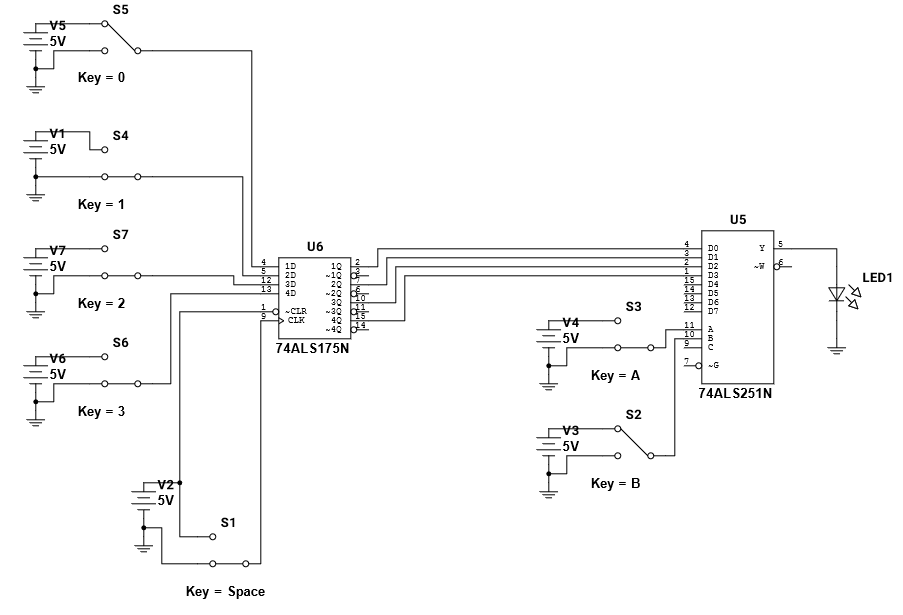 S5
V5
5V
Key = 0
V1
5V
S4
Key = 1
V7
5V
S7
Key = 2
V6
5V
S6
Key = 3
V2
5V
S1
Key = Space
U6
4 1D 1Q 2
5 2D ~1Q 3
12 3D 2Q 7
13 4D ~2Q 6
3Q 10
1 ~CLR ~3Q 11
9 CLK 4Q 15
~4Q 14
74ALS175N
V4
5V
S3
Key = A
V3
5V
S2
Key = B
U5
4 D0 Y 5
3 D1
2 D2 ~W 6
1 D3
15 D4
14 D5
13 D6
12 D7
11 A
10 B
9 C
7 ~G
74ALS251N
LED1